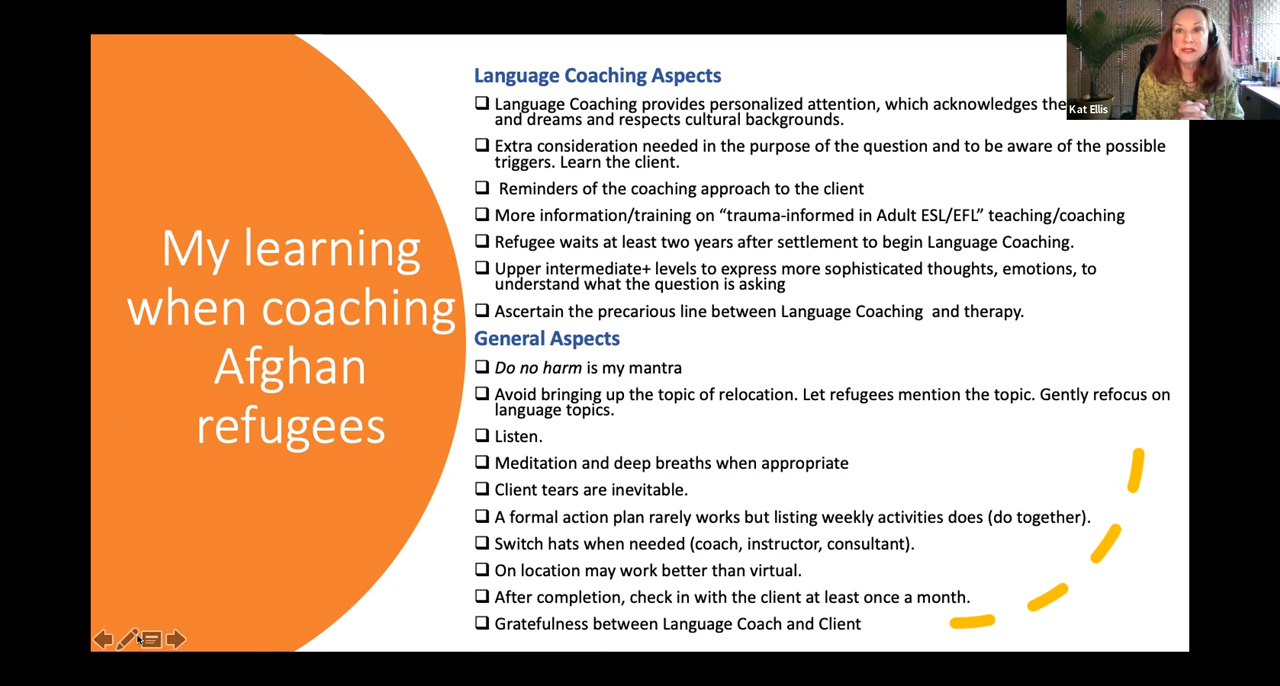 My learning
when coaching
Afghan
refugees
Language Coaching Aspects
Language Coaching provides personalized attention, which acknowledges the
and dreams and respects cultural backgrounds.
Extra consideration needed in the purpose of the question and to be aware of the possible
triggers. Learn the client.
Reminders of the coaching approach to the client
More information/training on “trauma-informed in Adult ESL/EFL” teaching/coaching
Refugee waits at least two years after settlement to begin Language Coaching.
Upper intermediate+ levels to express more sophisticated thoughts, emotions, to
understand what the question is asking
Ascertain the precarious line between Language Coaching and therapy.
General Aspects
Do no harm is my mantra
Avoid bringing up the topic of relocation. Let refugees mention the topic. Gently refocus on
language topics.
Listen.
Meditation and deep breaths when appropriate
Client tears are inevitable.
A formal action plan rarely works but listing weekly activities does (do together).
Switch hats when needed (coach, instructor, consultant).
On location may work better than virtual.
After completion, check in with the client at least once a month.
Gratefulness between Language Coach and Client
Kat Ellis